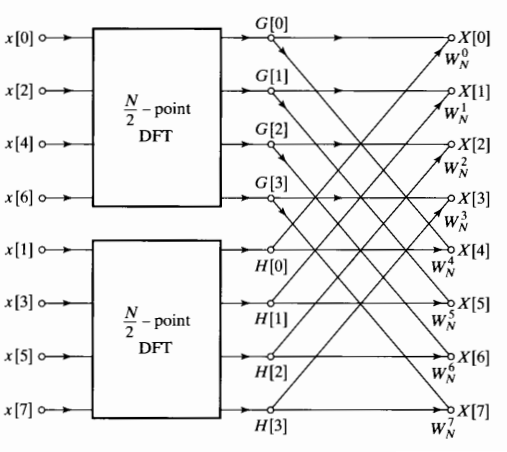 G[0]
x[0] X[0]
W_N^0
G[1]
x[2] X[1]
N/2 – point
DFT
W_N^1
G[2]
x[4] X[2]
W_N^2
G[3]
x[6] X[3]
W_N^3
x[1] X[4]
H[0] W_N^4
x[3] X[5]
N/2 – point
DFT
H[1] W_N^5
x[5] X[6]
H[2] W_N^6
x[7] X[7]
H[3] W_N^7